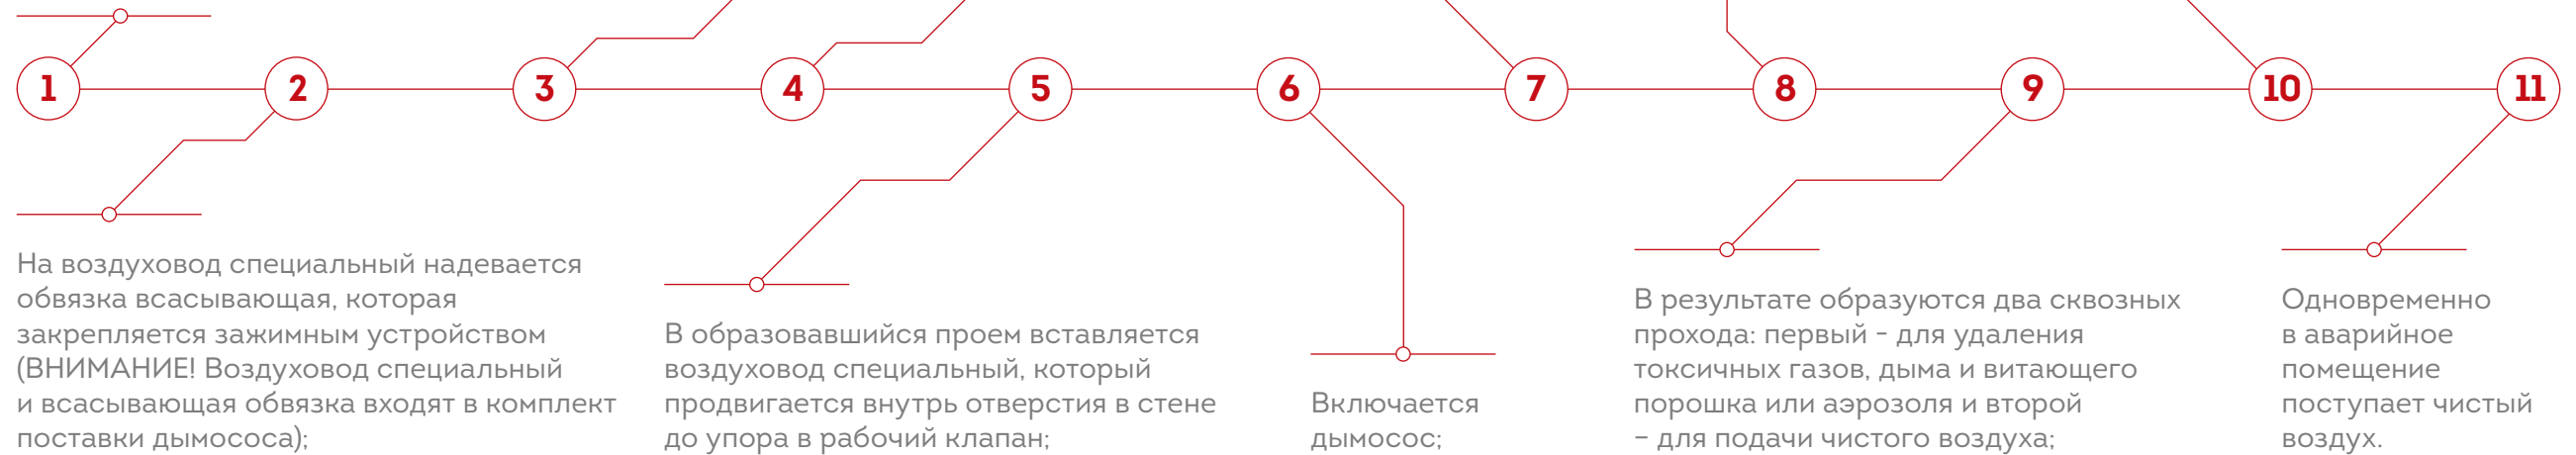 1 2 3 4 5 6 7 8 9 10 11
На воздуховод специальный надевается
обвязка всасывающая, которая
закрепляется зажимным устройством
(ВНИМАНИЕ! Воздуховод специальный
и всасывающая обвязка входят в комплект
поставки дымососа);
В образовавшийся проем вставляется
воздуховод специальный, который
продвигается внутрь отверстия в стене
до упора в рабочий клапан;
Включается
дымосос;
В результате образуются два сквозных
прохода: первый - для удаления
токсичных газов, дыма и витающего
порошка или аэрозоля и второй
– для подачи чистого воздуха;
Одновременно
в аварийное
помещение
поступает чистый
воздух.